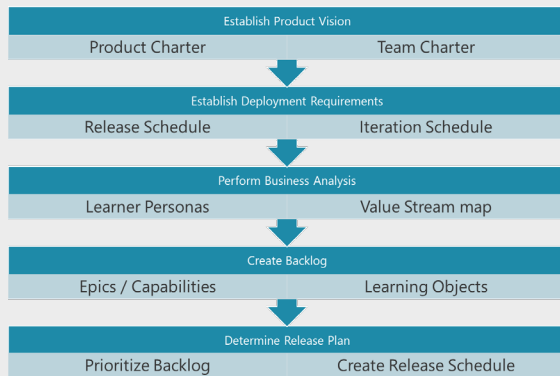 Establish Product Vision
Product Charter Team Charter
Establish Deployment Requirements
Release Schedule Iteration Schedule
Perform Business Analysis
Learner Personas Value Stream map
Create Backlog
Epics / Capabilities Learning Objects
Determine Release Plan
Prioritize Backlog Create Release Schedule